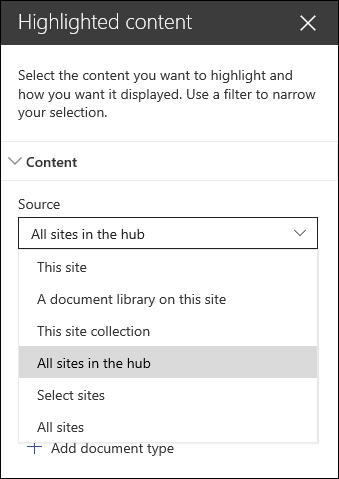 Highlighted content
Select the content you want to highlight and
how you want it displayed. Use a filter to narrow
your selection.
Content
Source
All sites in the hub
This site
A document library on this site
This site collection
All sites in the hub
Select sites
All sites
Add document type